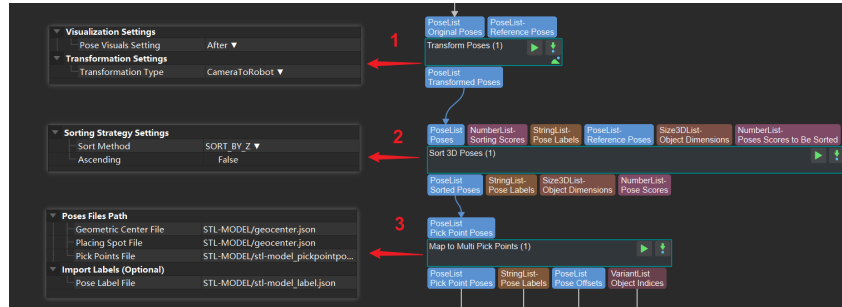 Visualization Settings
Pose Visuals Setting After ▼
Transformation Settings
Transformation Type CameraToRobot ▼
1
PoseList
Original Poses
PoseList-
Reference Poses
Transform Poses (1)
PoseList
Transformed Poses
Sorting Strategy Settings
Sort Method SORT_BY_Z ▼
Ascending False
2
PoseList
Poses
NumberList-
Sorting Scores
StringList-
Pose Labels
PoseList-
Reference Poses
Size3DList-
Object Dimensions
NumberList-
Poses Scores to Be Sorted
Sort 3D Poses (1)
PoseList
Sorted Poses
StringList-
Pose Labels
Size3DList-
Object Dimensions
NumberList-
Pose Scores
Poses Files Path
Geometric Center File STL-MODEL/geocenter.json
Placing Spot File STL-MODEL/geocenter.json
Pick Points File STL-MODEL/stl-model_pickpointpo...
Import Labels (Optional)
Pose Label File STL-MODEL/stl-model_label.json
3
PoseList
Pick Point Poses
Map to Multi Pick Points (1)
PoseList
Pick Point Poses
StringList-
Pose Labels
PoseList
Pose Offsets
VariantList
Object Indices